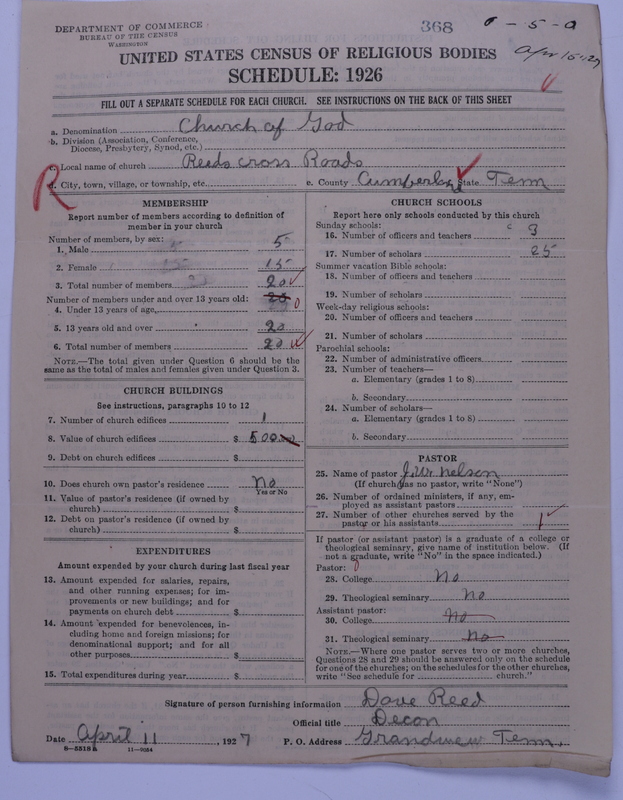 DEPARTMENT OF COMMERCE
BUREAU OF THE CENSUS
WASHINGTON
368
0-5-0
Apr 15-27
UNITED STATES CENSUS OF RELIGIOUS BODIES
SCHEDULE: 1926
FILL OUT A SEPARATE SCHEDULE FOR EACH CHURCH. SEE INSTRUCTIONS ON THE BACK OF THIS SHEET
a. Denomination Church of God
b. Division (Association, Conference, Diocese, Presbytery, Synod, etc.)
c. Local name of church Reeds cross Roads
R
d. City, town, village, or township, etc. e. County Cumberland State Tenn
MEMBERSHIP
Report number of members according to definition of member in your church
Number of members, by sex:
1. Male 5
2. Female 15
3. Total number of members 20
Number of members under and over 13 years old:
4. Under 13 years of age, 0
5. 13 years old and over 20
6. Total number of members 20
NOTE.—The total given under Question 6 should be the same as the total of males and females given under Question 3.
CHURCH BUILDINGS
See instructions, paragraphs 10 to 12
7. Number of church edifices 1
8. Value of church edifices $ 500.00
9. Debt on church edifices $
10. Does church own pastor's residence No
Yes or No
11. Value of pastor's residence (if owned by church) $
12. Debt on pastor's residence (if owned by church) $
EXPENDITURES
Amount expended by your church during last fiscal year
13. Amount expended for salaries, repairs, and other running expenses; for improvements or new buildings; and for payments on church debt $
14. Amount expended for benevolences, including home and foreign missions; for denominational support; and for all other purposes $
15. Total expenditures during year $
CHURCH SCHOOLS
Report here only schools conducted by this church
Sunday schools:
16. Number of officers and teachers 3
17. Number of scholars 25
Summer vacation Bible schools:
18. Number of officers and teachers
19. Number of scholars
Week-day religious schools:
20. Number of officers and teachers
21. Number of scholars
Parochial schools:
22. Number of administrative officers
23. Number of teachers—
a. Elementary (grades 1 to 8)
b. Secondary
24. Number of scholars—
a. Elementary (grades 1 to 8)
b. Secondary
PASTOR
25. Name of pastor J.W. Nelson
(If church has no pastor, write "None")
26. Number of ordained ministers, if any, employed as assistant pastors
27. Number of other churches served by the pastor or his assistants 1
If pastor (or assistant pastor) is a graduate of a college or theological seminary, give name of institution below. (If not a graduate, write "No" in the space indicated.)
Pastor:
28. College No
29. Theological seminary No
Assistant pastor:
30. College No
31. Theological seminary No
NOTE.—Where one pastor serves two or more churches, Questions 28 and 29 should be answered only on the schedule for one of the churches; on the schedules for the other churches, write "See schedule for church."
Signature of person furnishing information Dave Reed
Official title Decon
Date April 11, 1927 P. O. Address Grandview Tenn.
8-5318a 11-9054